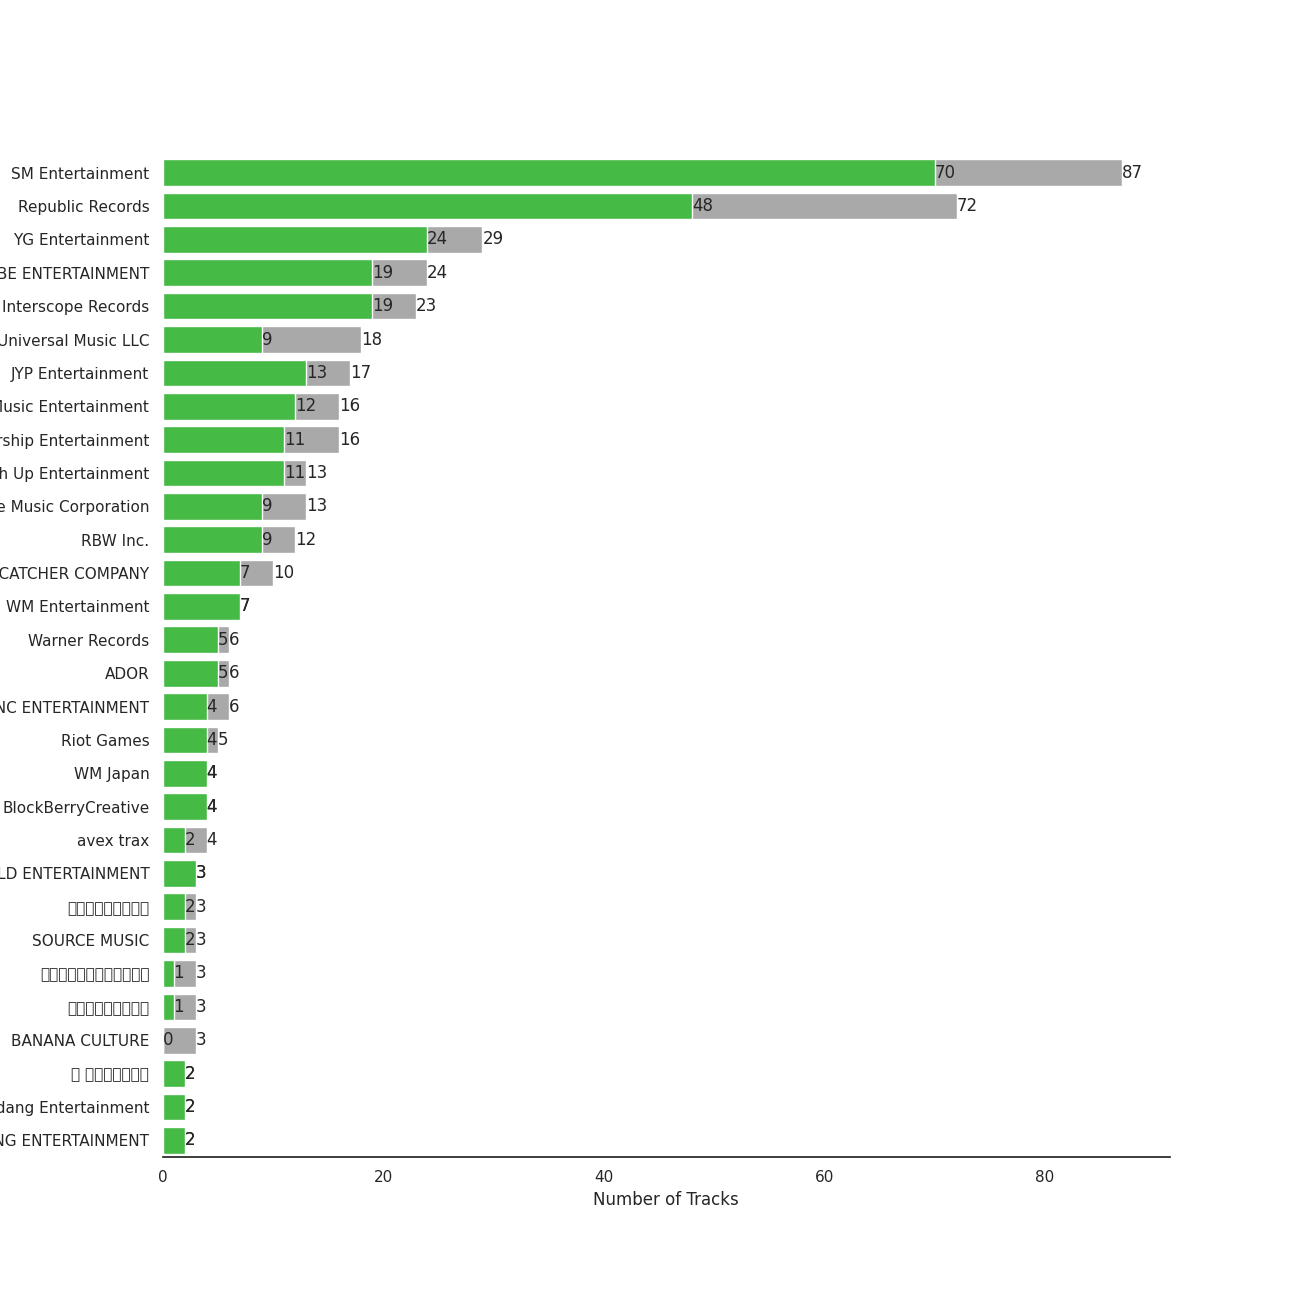 SM Entertainment 70 87
Republic Records 48 72
YG Entertainment 24 29
BE ENTERTAINMENT 19 24
Interscope Records 19 23
Universal Music LLC 9 18
JYP Entertainment 13 17
Music Entertainment 12 16
rship Entertainment 11 16
h Up Entertainment 11 13
e Music Corporation 9 13
RBW Inc. 9 12
CATCHER COMPANY 7 10
WM Entertainment 7
Warner Records 5 6
ADOR 5 6
NC ENTERTAINMENT 4 6
Riot Games 4 5
WM Japan 4
BlockBerryCreative 4
avex trax 2 4
LD ENTERTAINMENT 3
2 3
SOURCE MUSIC 2 3
1 3
1 3
BANANA CULTURE 0 3
2
dang Entertainment 2
NG ENTERTAINMENT 2
0 20 40 60 80
Number of Tracks